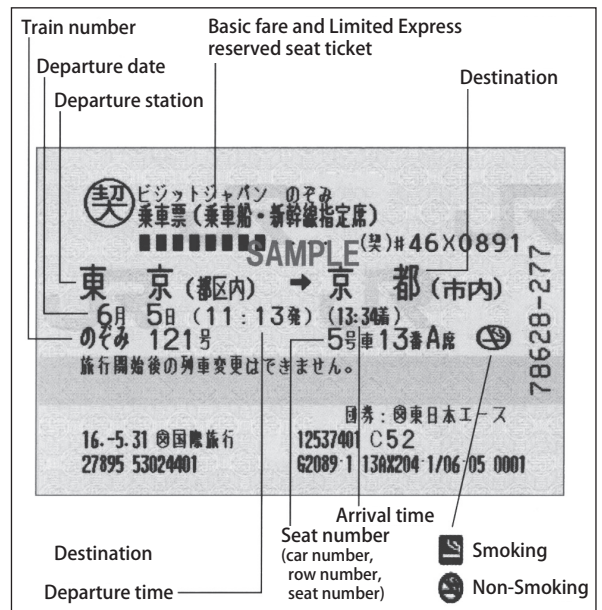 Train number
Basic fare and Limited Express
reserved seat ticket
Departure date
Destination
Departure station
契
ビジットジャパン のぞみ
乗車票(乗車船・新幹線指定席)
SAMPLE
(契)#46X0891
東 京(都区内) → 京 都(市内)
6月 5日 (11:13発) (13:34着)
のぞみ 121号 5号車13番A席
旅行開始後の列車変更はできません。
78628-277
団券:図東日本エース
16.-5.31 図国際旅行 12537401 C52
27895 53024401 G2089-1 13AX204-1/06-05 0001
Arrival time
Seat number
(car number,
row number,
seat number)
Destination
Departure time
Smoking
Non-Smoking